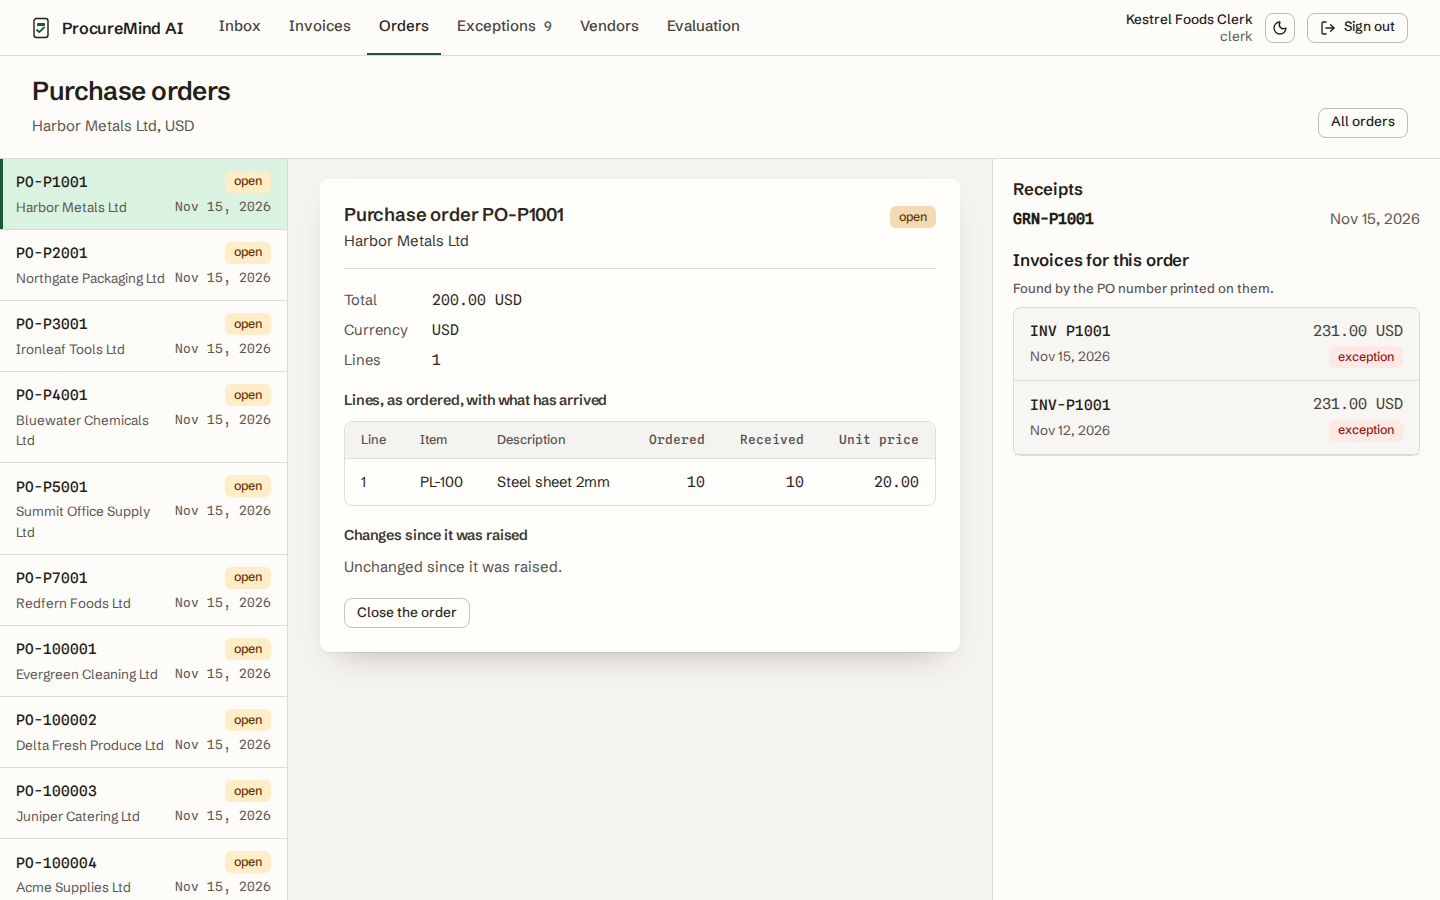 ProcureMind AI
Inbox
Invoices
Orders
Exceptions 9
Vendors
Evaluation
Kestrel Foods Clerk
clerk
Sign out
Purchase orders
Harbor Metals Ltd, USD
All orders
PO-P1001 open
Harbor Metals Ltd Nov 15, 2026
PO-P2001 open
Northgate Packaging Ltd Nov 15, 2026
PO-P3001 open
Ironleaf Tools Ltd Nov 15, 2026
PO-P4001 open
Bluewater Chemicals Nov 15, 2026
Ltd
PO-P5001 open
Summit Office Supply Nov 15, 2026
Ltd
PO-P7001 open
Redfern Foods Ltd Nov 15, 2026
PO-100001 open
Evergreen Cleaning Ltd Nov 15, 2026
PO-100002 open
Delta Fresh Produce Ltd Nov 15, 2026
PO-100003 open
Juniper Catering Ltd Nov 15, 2026
PO-100004 open
Acme Supplies Ltd Nov 15, 2026
Purchase order PO-P1001 open
Harbor Metals Ltd
Total 200.00 USD
Currency USD
Lines 1
Lines, as ordered, with what has arrived
Line Item Description Ordered Received Unit price
1 PL-100 Steel sheet 2mm 10 10 20.00
Changes since it was raised
Unchanged since it was raised.
Close the order
Receipts
GRN-P1001 Nov 15, 2026
Invoices for this order
Found by the PO number printed on them.
INV P1001 231.00 USD
Nov 15, 2026 exception
INV-P1001 231.00 USD
Nov 12, 2026 exception